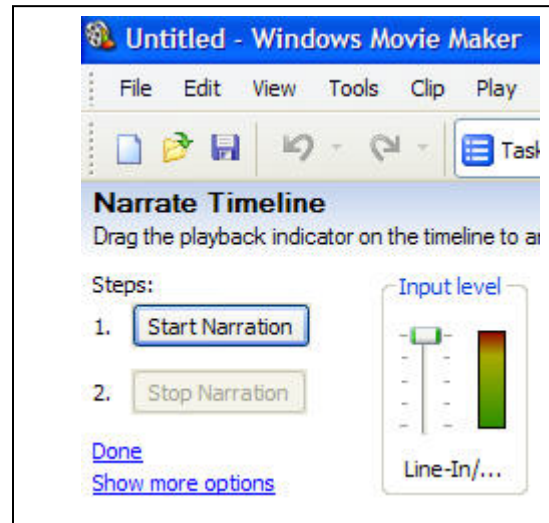 Untitled - Windows Movie Maker
File Edit View Tools Clip Play
Task
Narrate Timeline
Drag the playback indicator on the timeline to a
Steps:
Input level
1. Start Narration
2. Stop Narration
Done
Line-In/...
Show more options